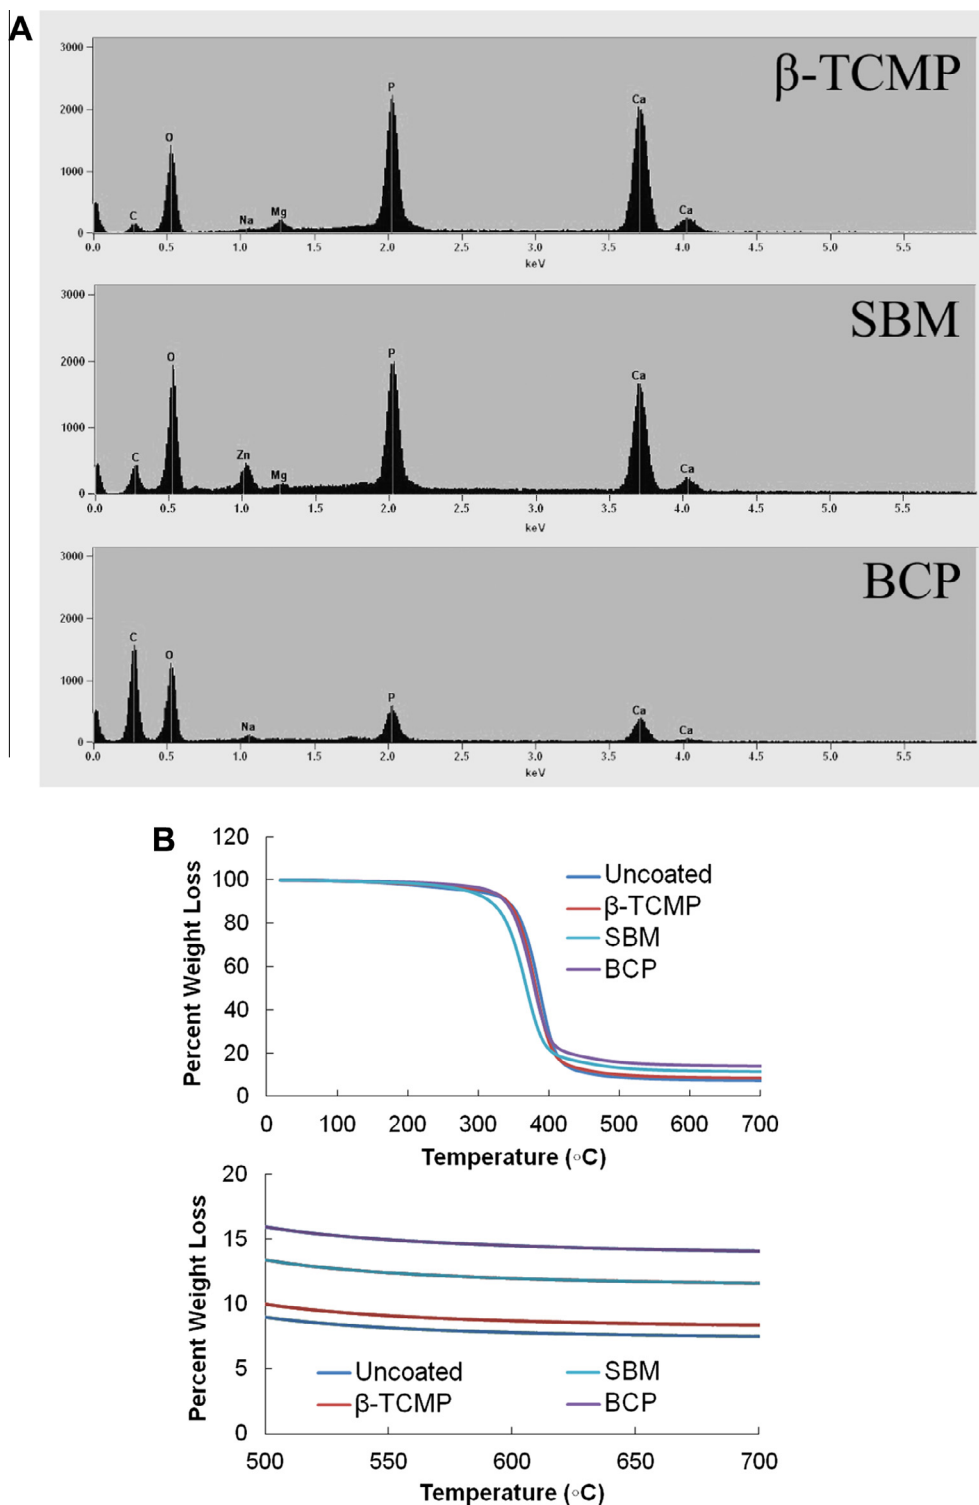 A
β-TCMP
3000
2000
1000
0
C
O
Na
Mg
P
Ca
Ca
0.0 0.5 1.0 1.5 2.0 2.5 3.0 3.5 4.0 4.5 5.0 5.5
keV
SBM
3000
2000
1000
0
C
O
Zn
Mg
P
Ca
Ca
0.0 0.5 1.0 1.5 2.0 2.5 3.0 3.5 4.0 4.5 5.0 5.5
keV
BCP
3000
2000
1000
0
C
O
Na
P
Ca
Ca
0.0 0.5 1.0 1.5 2.0 2.5 3.0 3.5 4.0 4.5 5.0 5.5
keV
B
Percent Weight Loss
120
100
80
60
40
20
0
Uncoated
β-TCMP
SBM
BCP
0 100 200 300 400 500 600 700
Temperature (◦C)
Percent Weight Loss
20
15
10
5
0
Uncoated SBM
β-TCMP BCP
500 550 600 650 700
Temperature (◦C)